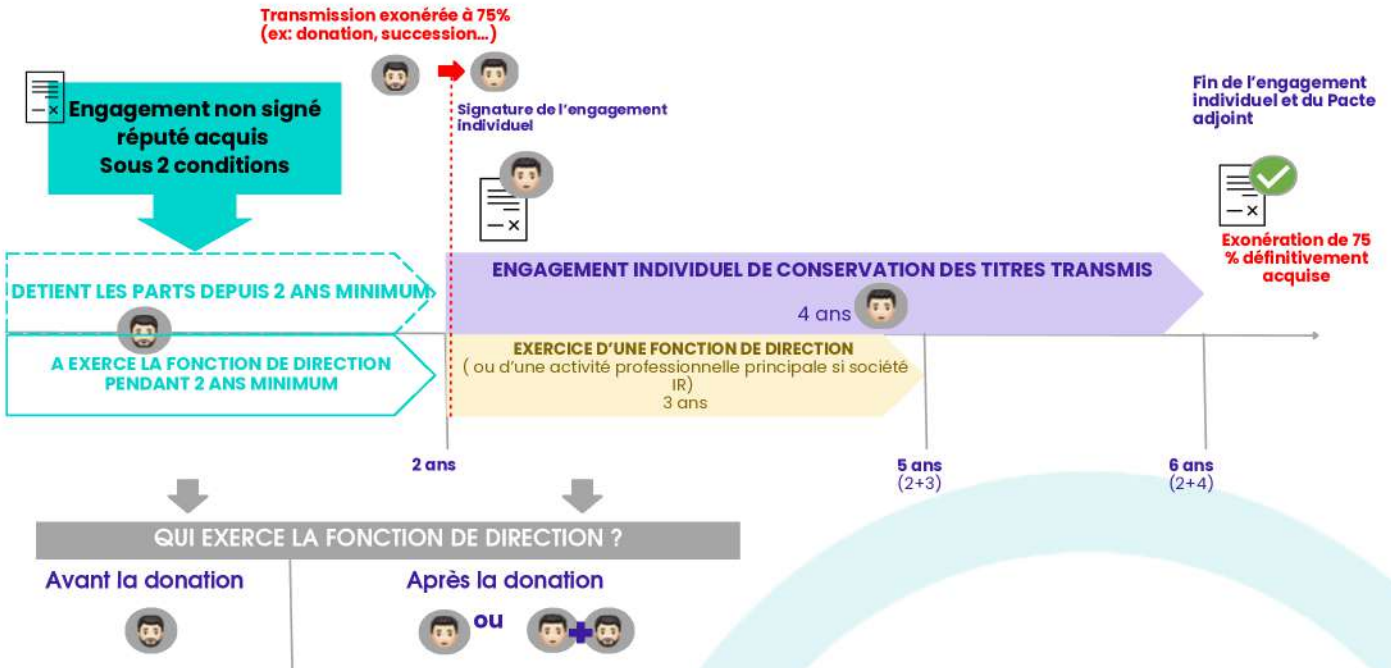 Transmission exonérée à 75%
(ex: donation, succession...)
Engagement non signé
réputé acquis
Sous 2 conditions
Signature de l'engagement
individuel
Fin de l'engagement
individuel et du Pacte
adjoint
Exonération de 75
% définitivement
acquise
DETIENT LES PARTS DEPUIS 2 ANS MINIMUM
ENGAGEMENT INDIVIDUEL DE CONSERVATION DES TITRES TRANSMIS
4 ans
A EXERCE LA FONCTION DE DIRECTION
PENDANT 2 ANS MINIMUM
EXERCICE D'UNE FONCTION DE DIRECTION
( ou d'une activité professionnelle principale si société
IR)
3 ans
2 ans
5 ans
(2+3)
6 ans
(2+4)
QUI EXERCE LA FONCTION DE DIRECTION ?
Avant la donation
Après la donation
ou